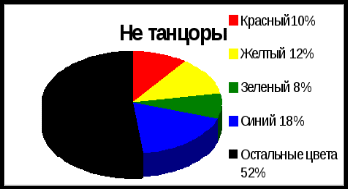 Не танцоры
Красный10%
Желтый 12%
Зеленый 8%
Синий 18%
Остальные цвета
52%